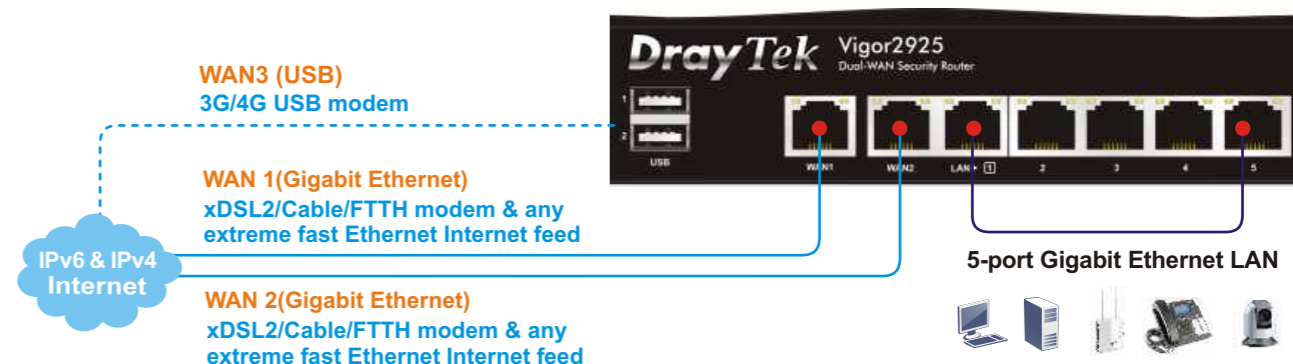 DrayTek
Vigor2925
Dual-WAN Security Router
WAN3 (USB)
3G/4G USB modem
1
2
USB
WAN1
WAN2
LAN 1
2
3
4
5
WAN 1(Gigabit Ethernet)
xDSL2/Cable/FTTH modem & any
extreme fast Ethernet Internet feed
IPv6 & IPv4
Internet
5-port Gigabit Ethernet LAN
WAN 2(Gigabit Ethernet)
xDSL2/Cable/FTTH modem & any
extreme fast Ethernet Internet feed